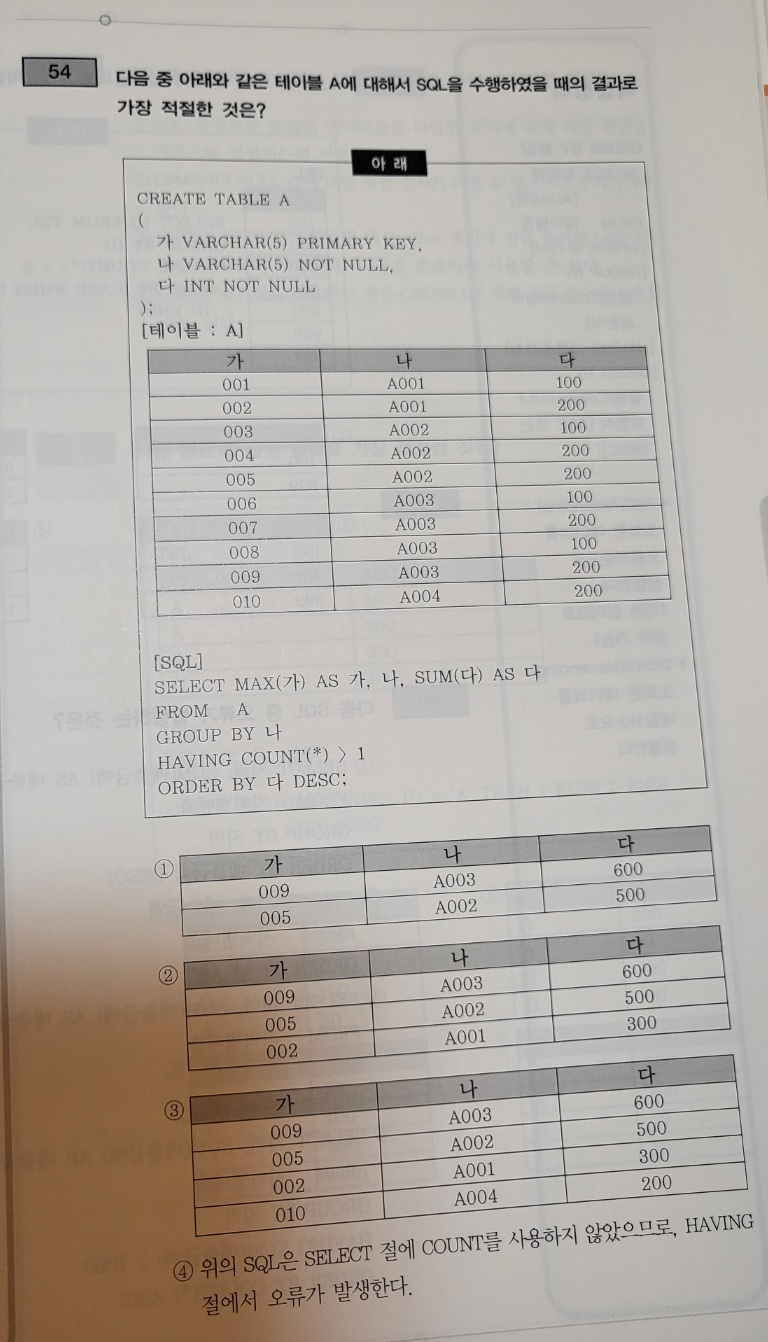 54
다음 중 아래와 같은 테이블 A에 대해서 SQL을 수행하였을 때의 결과로
가장 적절한 것은?
아 래
CREATE TABLE A
(
가 VARCHAR(5) PRIMARY KEY,
나 VARCHAR(5) NOT NULL,
다 INT NOT NULL
);
[테이블 : A]
가 나 다
001 A001 100
002 A001 200
003 A002 100
004 A002 200
005 A002 200
006 A003 100
007 A003 200
008 A003 100
009 A003 200
010 A004 200
[SQL]
SELECT MAX(가) AS 가, 나, SUM(다) AS 다
FROM A
GROUP BY 나
HAVING COUNT(*) > 1
ORDER BY 다 DESC;
①
가 나 다
009 A003 600
005 A002 500
②
가 나 다
009 A003 600
005 A002 500
002 A001 300
③
가 나 다
009 A003 600
005 A002 500
002 A001 300
010 A004 200
④ 위의 SQL은 SELECT 절에 COUNT를 사용하지 않았으므로, HAVING
절에서 오류가 발생한다.